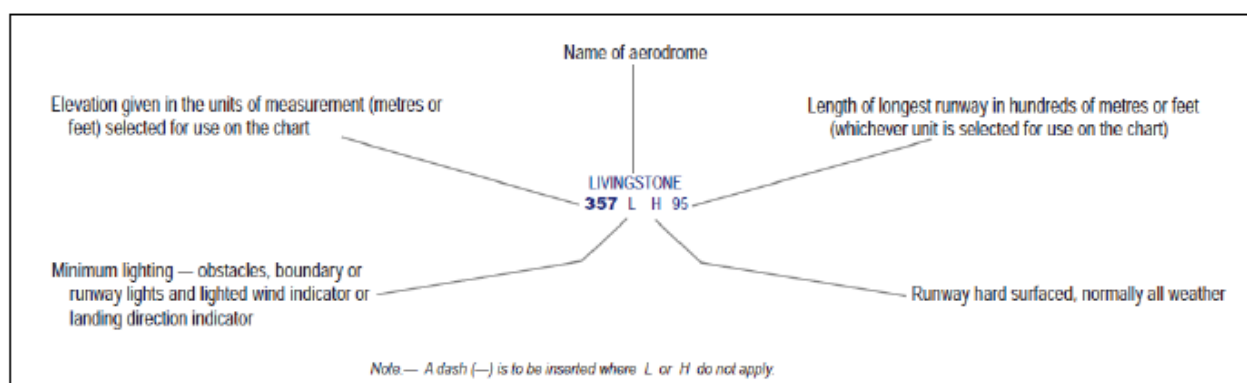 Name of aerodrome
Elevation given in the units of measurement (metres or
feet) selected for use on the chart
Length of longest runway in hundreds of metres or feet
(whichever unit is selected for use on the chart)
LIVINGSTONE
357 L H 95
Minimum lighting — obstacles, boundary or
runway lights and lighted wind indicator or
landing direction indicator
Runway hard surfaced, normally all weather
Note.— A dash (—) is to be inserted where L or H do not apply.